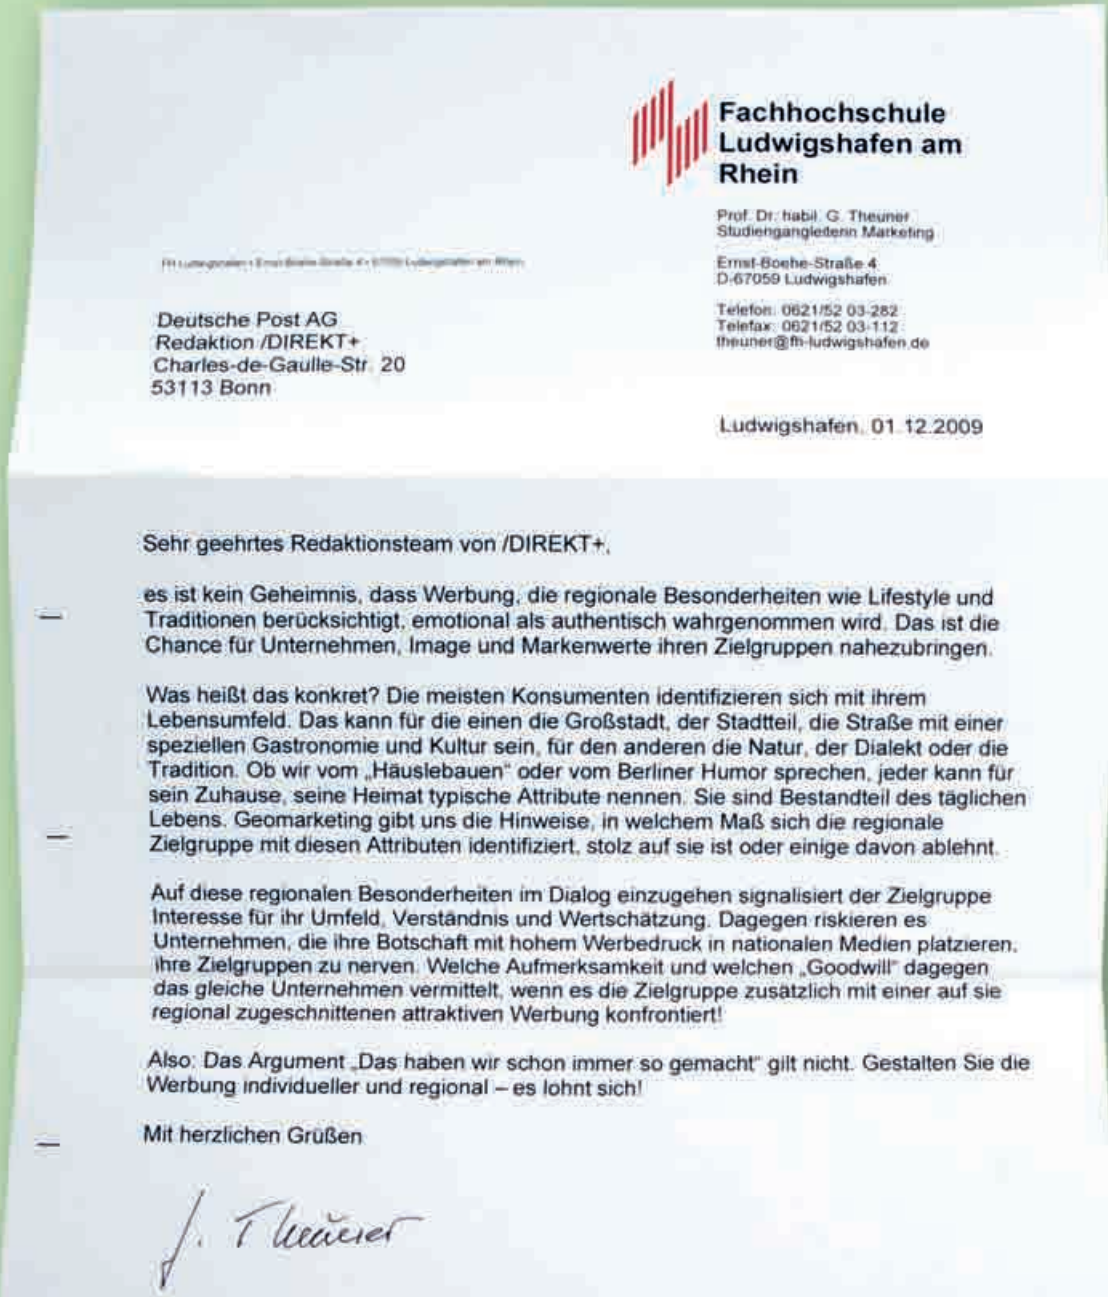 Fachhochschule
Ludwigshafen am
Rhein
Prof. Dr. habil. G. Theuner
Studiengangleiterin Marketing
Ernst-Boehe-Straße 4
D-67059 Ludwigshafen
Telefon: 0621/52 03-282
Telefax: 0621/52 03-112
theuner@fh-ludwigshafen.de
FH Ludwigshafen • Ernst-Boehe-Straße 4 • 67059 Ludwigshafen am Rhein
Deutsche Post AG
Redaktion /DIREKT+
Charles-de-Gaulle-Str. 20
53113 Bonn
Ludwigshafen, 01.12.2009
Sehr geehrtes Redaktionsteam von /DIREKT+,
es ist kein Geheimnis, dass Werbung, die regionale Besonderheiten wie Lifestyle und
Traditionen berücksichtigt, emotional als authentisch wahrgenommen wird. Das ist die
Chance für Unternehmen, Image und Markenwerte ihren Zielgruppen nahezubringen.
Was heißt das konkret? Die meisten Konsumenten identifizieren sich mit ihrem
Lebensumfeld. Das kann für die einen die Großstadt, der Stadtteil, die Straße mit einer
speziellen Gastronomie und Kultur sein, für den anderen die Natur, der Dialekt oder die
Tradition. Ob wir vom „Häuslebauen" oder vom Berliner Humor sprechen, jeder kann für
sein Zuhause, seine Heimat typische Attribute nennen. Sie sind Bestandteil des täglichen
Lebens. Geomarketing gibt uns die Hinweise, in welchem Maß sich die regionale
Zielgruppe mit diesen Attributen identifiziert, stolz auf sie ist oder einige davon ablehnt.
Auf diese regionalen Besonderheiten im Dialog einzugehen signalisiert der Zielgruppe
Interesse für ihr Umfeld, Verständnis und Wertschätzung. Dagegen riskieren es
Unternehmen, die ihre Botschaft mit hohem Werbedruck in nationalen Medien platzieren,
ihre Zielgruppen zu nerven. Welche Aufmerksamkeit und welchen „Goodwill" dagegen
das gleiche Unternehmen vermittelt, wenn es die Zielgruppe zusätzlich mit einer auf sie
regional zugeschnittenen attraktiven Werbung konfrontiert!
Also: Das Argument „Das haben wir schon immer so gemacht" gilt nicht. Gestalten Sie die
Werbung individueller und regional – es lohnt sich!
Mit herzlichen Grüßen
G. Theuner